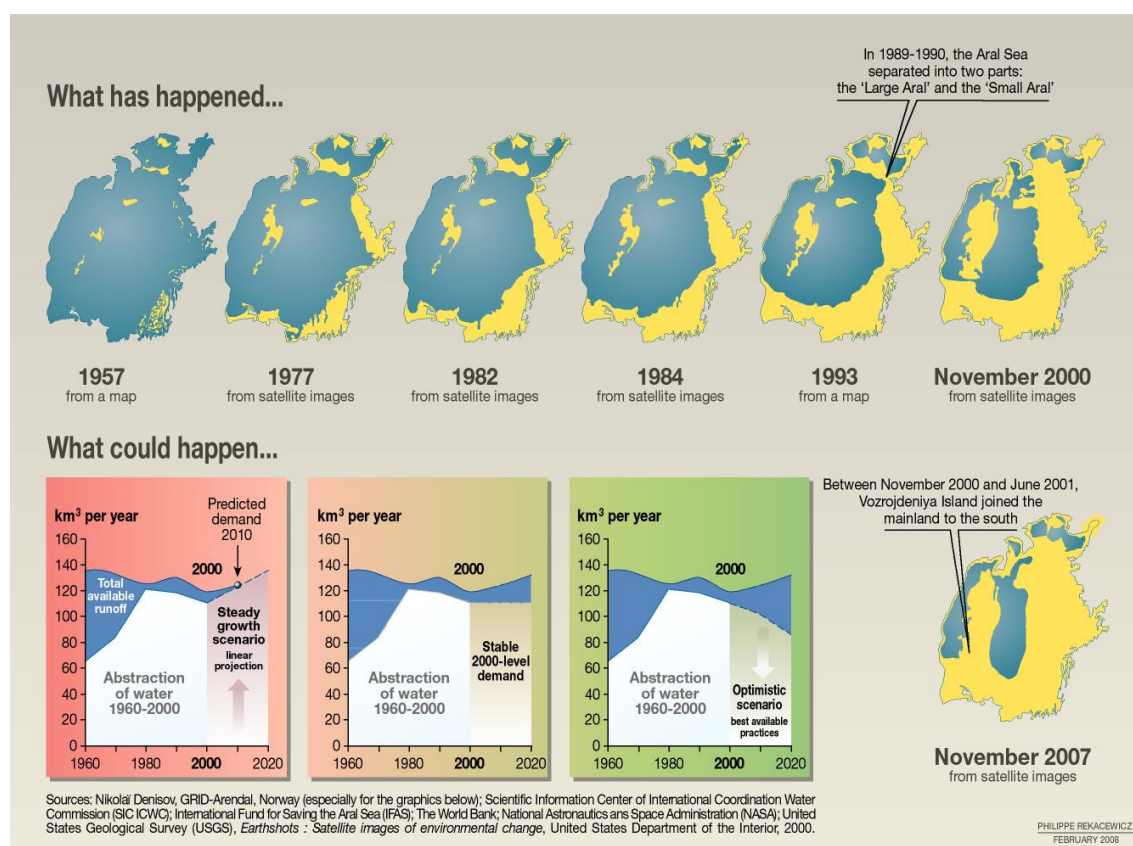 What has happened...
In 1989-1990, the Aral Sea
separated into two parts:
the ‘Large Aral’ and the ‘Small Aral’
1957
from a map
1977
from satellite images
1982
from satellite images
1984
from satellite images
1993
from a map
November 2000
from satellite images
What could happen...
km³ per year
Predicted
demand
2010
160
140
120
100
80
60
40
20
0
2000
Total
available
runoff
Steady
growth
scenario
linear
projection
Abstraction
of water
1960-2000
1960
1980
2000
2020
km³ per year
160
140
120
100
80
60
40
20
0
2000
Stable
2000-level
demand
Abstraction
of water
1960-2000
1960
1980
2000
2020
km³ per year
160
140
120
100
80
60
40
20
0
2000
Abstraction
of water
1960-2000
Optimistic
scenario
best available
practices
1960
1980
2000
2020
Between November 2000 and June 2001,
Vozrojdeniya Island joined the
mainland to the south
November 2007
from satellite images
Sources: Nikolaï Denisov, GRID-Arendal, Norway (especially for the graphics below); Scientific Information Center of International Coordination Water
Commission (SIC ICWC); International Fund for Saving the Aral Sea (IFAS); The World Bank; National Astronautics ans Space Administration (NASA); United
States Geological Survey (USGS), Earthshots : Satellite images of environmental change, United States Department of the Interior, 2000.
PHILIPPE REKACEWICZ
FEBRUARY 2008